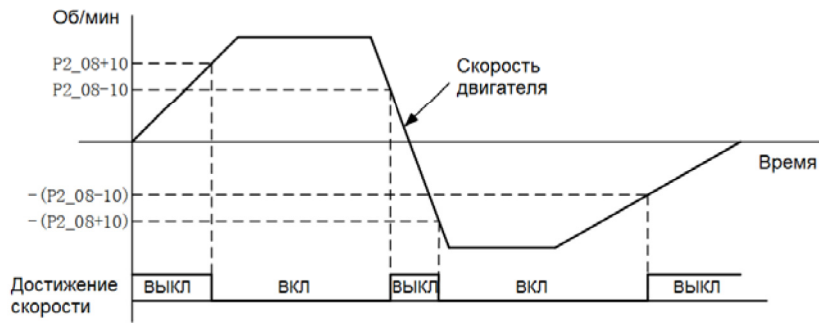 Об/мин
P2_08+10
P2_08-10
Скорость
двигателя
Время
-(P2_08-10)
-(P2_08+10)
Достижение
скорости
ВЫКЛ
ВКЛ
ВЫКЛ
ВКЛ
ВЫКЛ